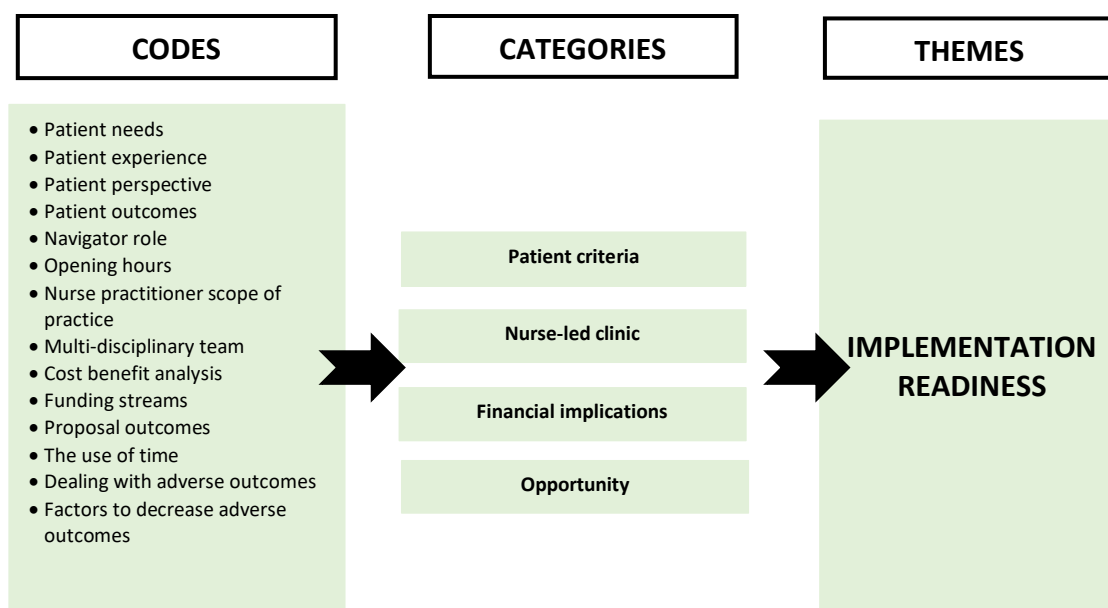 CODES
CATEGORIES
THEMES
• Patient needs
• Patient experience
• Patient perspective
• Patient outcomes
• Navigator role
• Opening hours
• Nurse practitioner scope of
practice
• Multi-disciplinary team
• Cost benefit analysis
• Funding streams
• Proposal outcomes
• The use of time
• Dealing with adverse outcomes
• Factors to decrease adverse
outcomes
Patient criteria
Nurse-led clinic
Financial implications
Opportunity
IMPLEMENTATION
READINESS